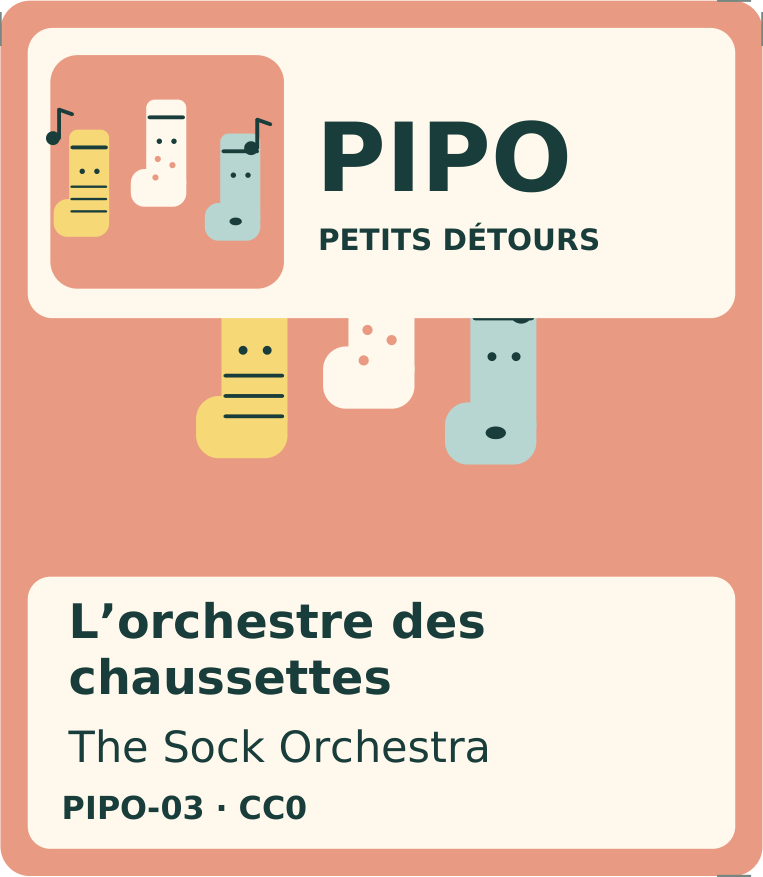 PIPO
PETITS DÉTOURS
L’orchestre des
chaussettes
The Sock Orchestra
PIPO-03 · CC0